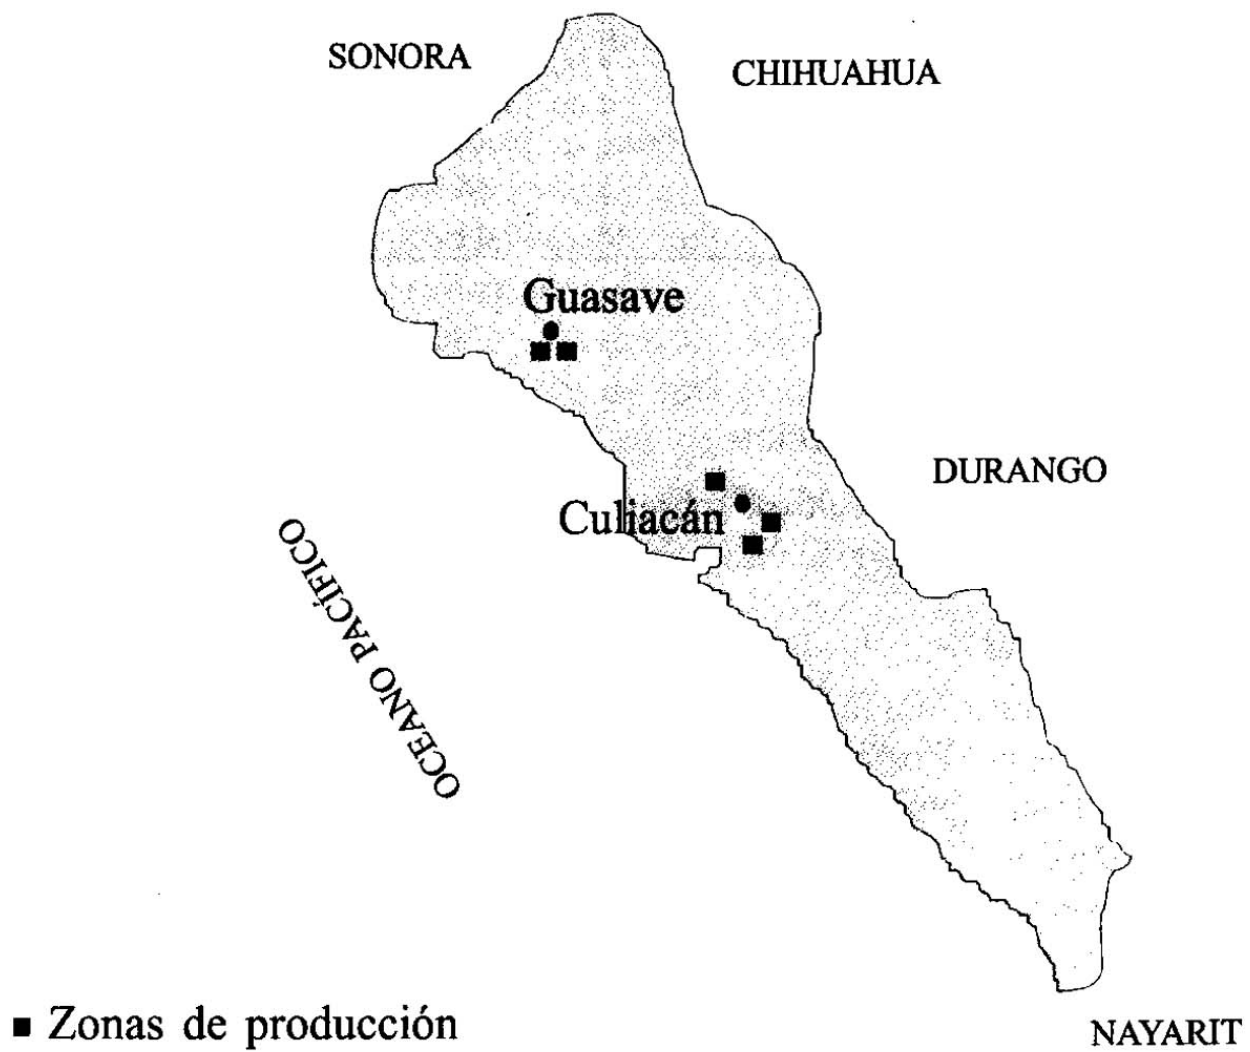 SONORA
CHIHUAHUA
Guasave
DURANGO
Culiacán
OCEANO PACÍFICO
■ Zonas de producción
NAYARIT